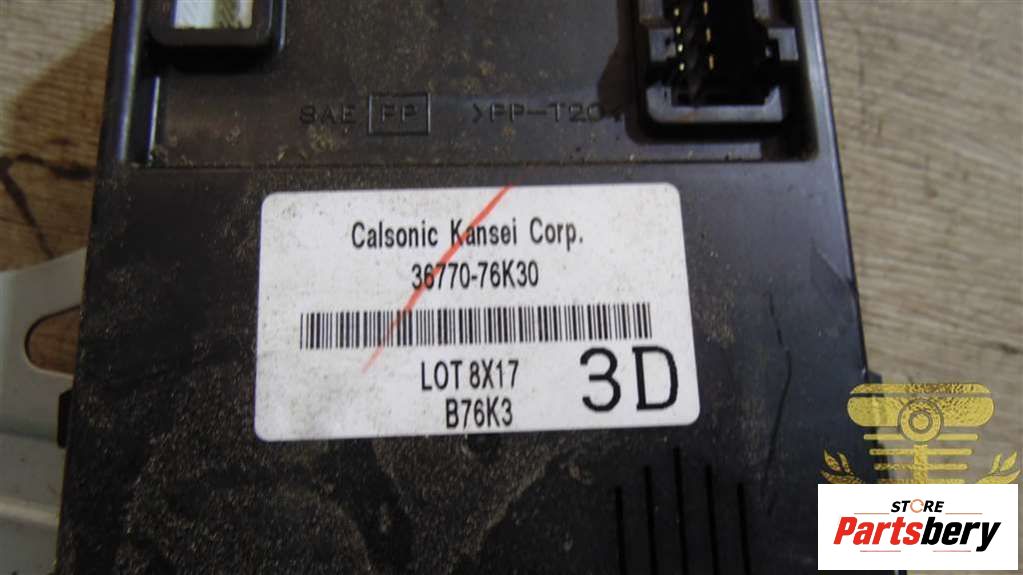 SAE PP >PP-T20
Calsonic Kansei Corp.
36770-76K30
LOT 8X17
3D
B76K3
STORE
Partsbery